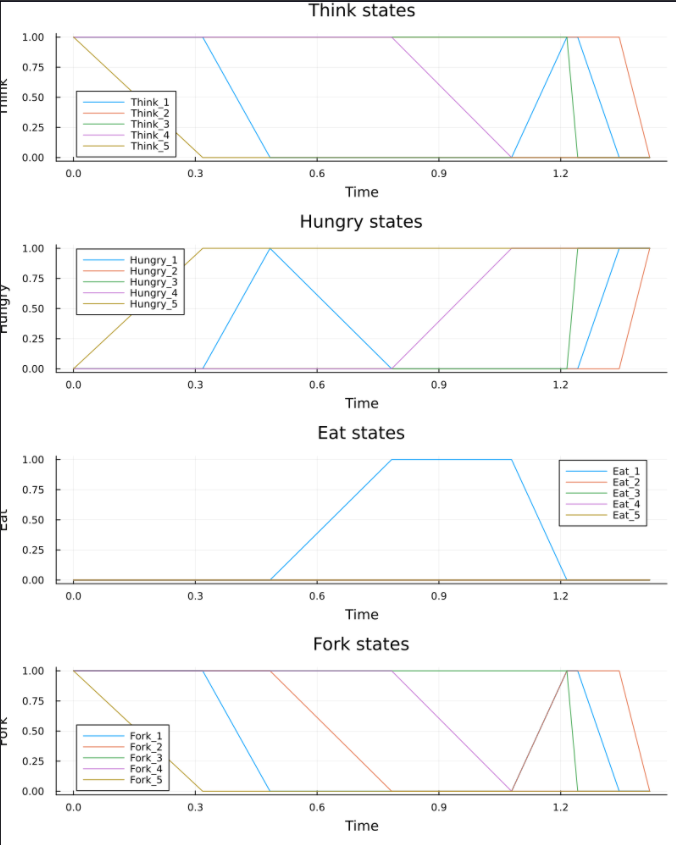 Think states
1.00
0.75
0.50
0.25
0.00
Think
Think_1
Think_2
Think_3
Think_4
Think_5
0.0 0.3 0.6 0.9 1.2
Time
Hungry states
1.00
0.75
0.50
0.25
0.00
Hungry
Hungry_1
Hungry_2
Hungry_3
Hungry_4
Hungry_5
0.0 0.3 0.6 0.9 1.2
Time
Eat states
1.00
0.75
0.50
0.25
0.00
Eat
Eat_1
Eat_2
Eat_3
Eat_4
Eat_5
0.0 0.3 0.6 0.9 1.2
Time
Fork states
1.00
0.75
0.50
0.25
0.00
Fork
Fork_1
Fork_2
Fork_3
Fork_4
Fork_5
0.0 0.3 0.6 0.9 1.2
Time